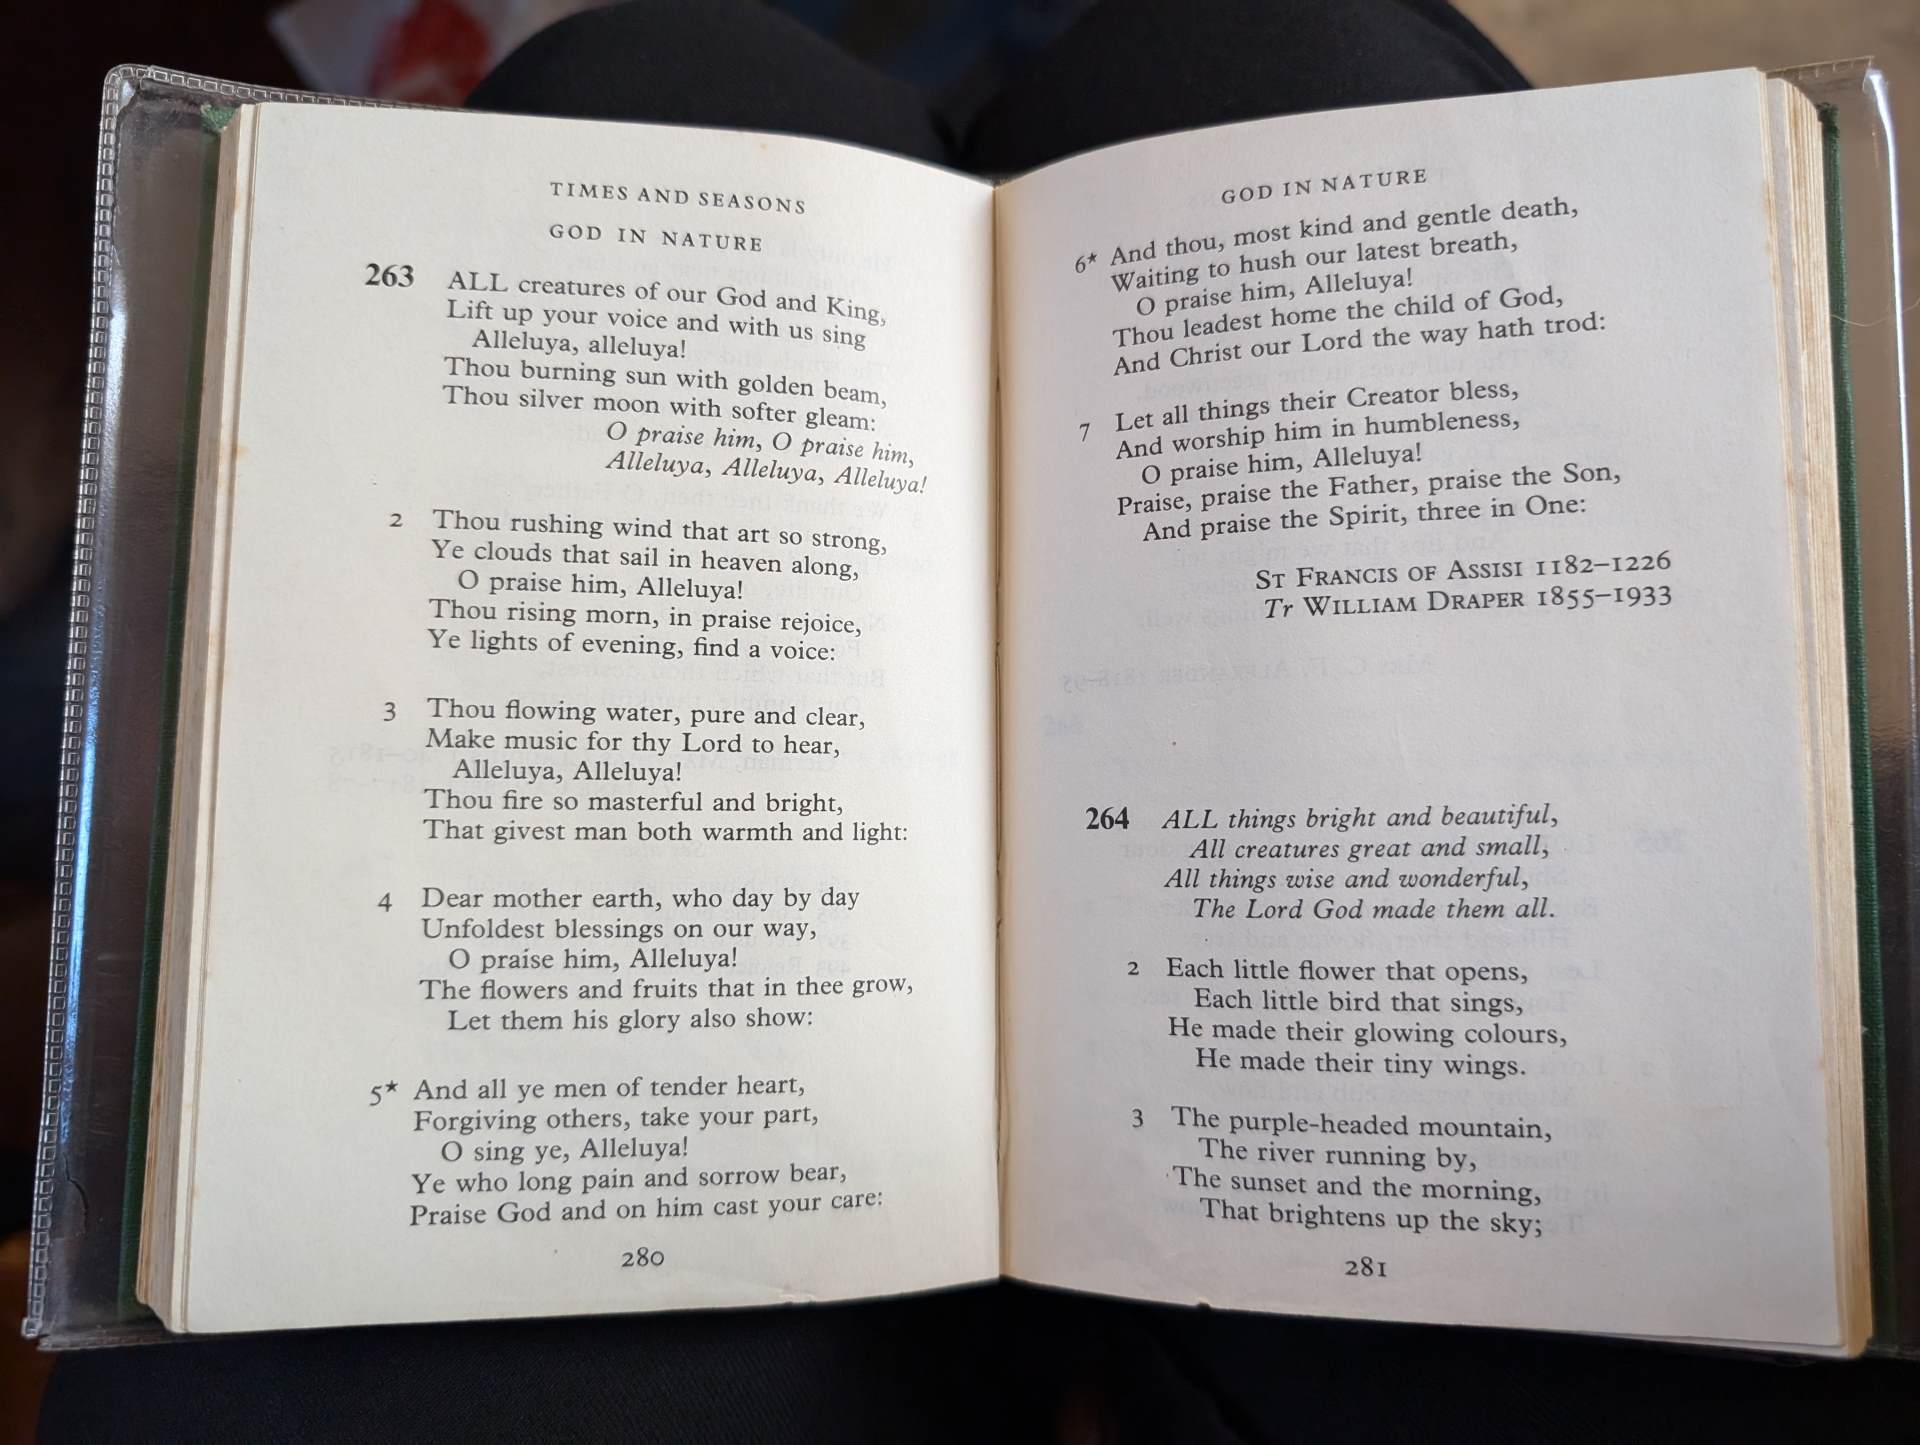 TIMES AND SEASONS
GOD IN NATURE
263 ALL creatures of our God and King,
Lift up your voice and with us sing
Alleluya, alleluya!
Thou burning sun with golden beam,
Thou silver moon with softer gleam:
O praise him, O praise him,
Alleluya, Alleluya, Alleluya!
2 Thou rushing wind that art so strong,
Ye clouds that sail in heaven along,
O praise him, Alleluya!
Thou rising morn, in praise rejoice,
Ye lights of evening, find a voice:
3 Thou flowing water, pure and clear,
Make music for thy Lord to hear,
Alleluya, Alleluya!
Thou fire so masterful and bright,
That givest man both warmth and light:
4 Dear mother earth, who day by day
Unfoldest blessings on our way,
O praise him, Alleluya!
The flowers and fruits that in thee grow,
Let them his glory also show:
5* And all ye men of tender heart,
Forgiving others, take your part,
O sing ye, Alleluya!
Ye who long pain and sorrow bear,
Praise God and on him cast your care:
280
GOD IN NATURE
6* And thou, most kind and gentle death,
Waiting to hush our latest breath,
O praise him, Alleluya!
Thou leadest home the child of God,
And Christ our Lord the way hath trod:
7 Let all things their Creator bless,
And worship him in humbleness,
O praise him, Alleluya!
Praise, praise the Father, praise the Son,
And praise the Spirit, three in One:
ST FRANCIS OF ASSISI 1182–1226
Tr WILLIAM DRAPER 1855–1933
264 ALL things bright and beautiful,
All creatures great and small,
All things wise and wonderful,
The Lord God made them all.
2 Each little flower that opens,
Each little bird that sings,
He made their glowing colours,
He made their tiny wings.
3 The purple-headed mountain,
The river running by,
The sunset and the morning,
That brightens up the sky;
281